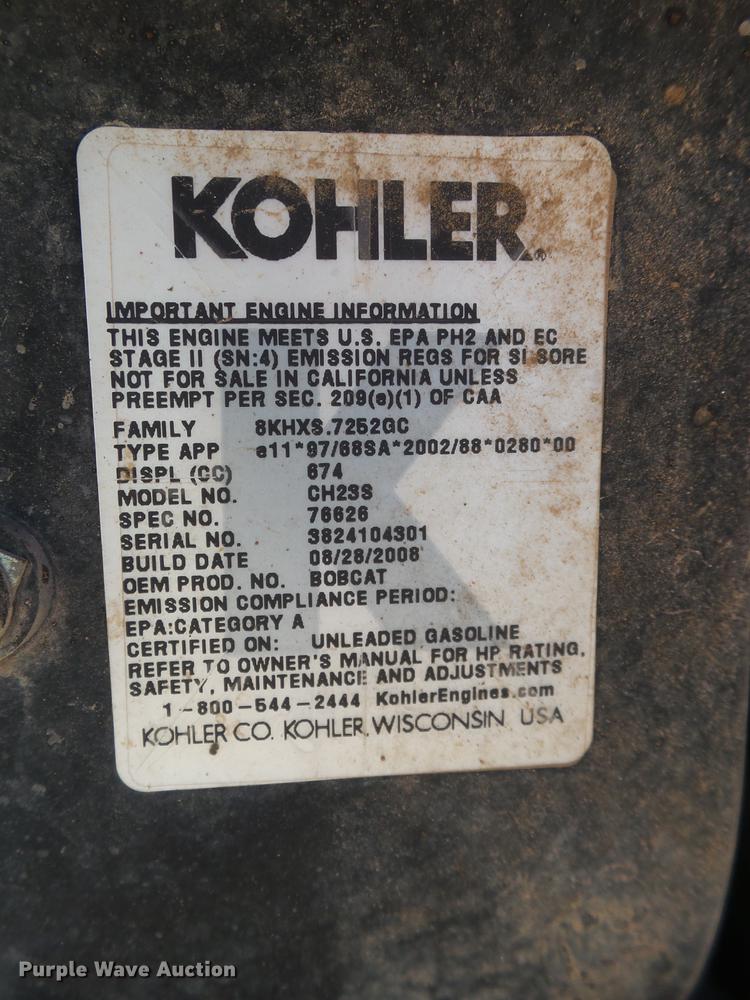 KOHLER®
IMPORTANT ENGINE INFORMATION
THIS ENGINE MEETS U.S. EPA PH2 AND EC
STAGE II (SN:4) EMISSION REGS FOR SI SORE
NOT FOR SALE IN CALIFORNIA UNLESS
PREEMPT PER SEC. 209(e)(1) OF CAA
FAMILY 8KHXS.7252GC
TYPE APP e11*97/68SA*2002/88*0280*00
DISPL (CC) 674
MODEL NO. CH23S
SPEC NO. 76626
SERIAL NO. 3824104301
BUILD DATE 08/28/2008
OEM PROD. NO. BOBCAT
EMISSION COMPLIANCE PERIOD:
EPA:CATEGORY A
CERTIFIED ON: UNLEADED GASOLINE
REFER TO OWNER'S MANUAL FOR HP RATING,
SAFETY, MAINTENANCE AND ADJUSTMENTS
1-800-544-2444 KohlerEngines.com
KOHLER CO. KOHLER, WISCONSIN USA
Purple Wave Auction